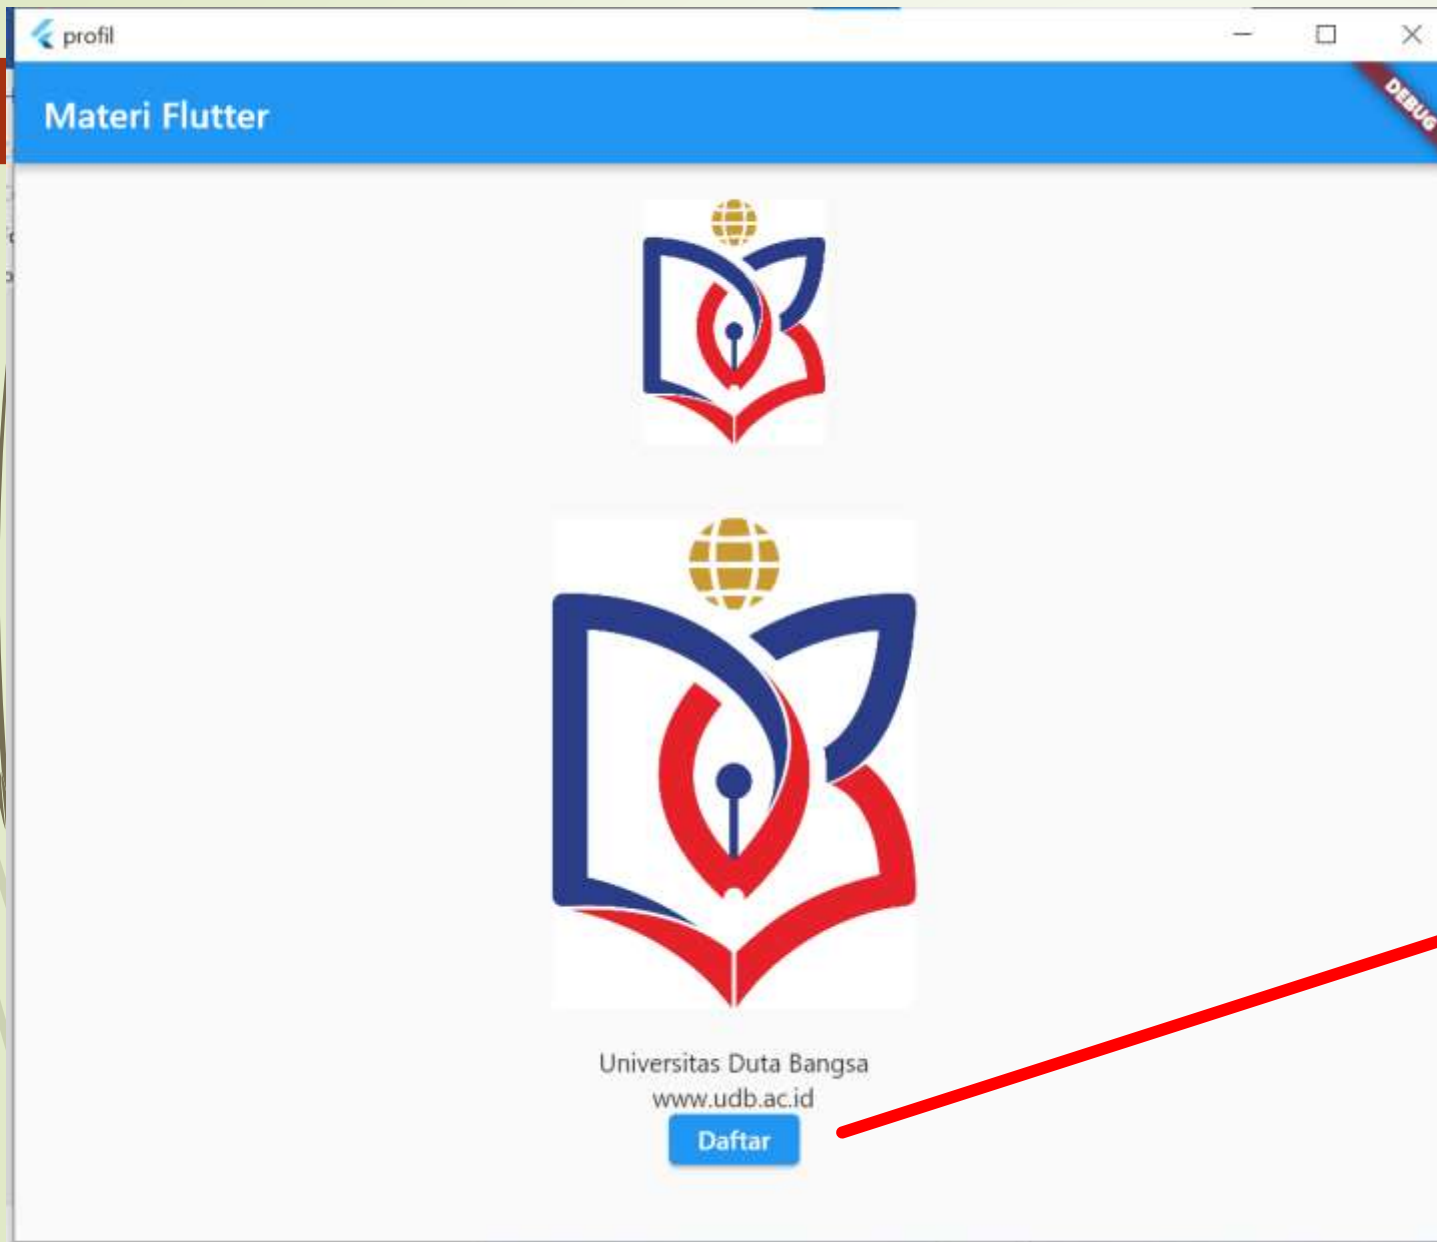 profil
Materi Flutter
DEBUG
Universitas Duta Bangsa
www.udb.ac.id
Daftar